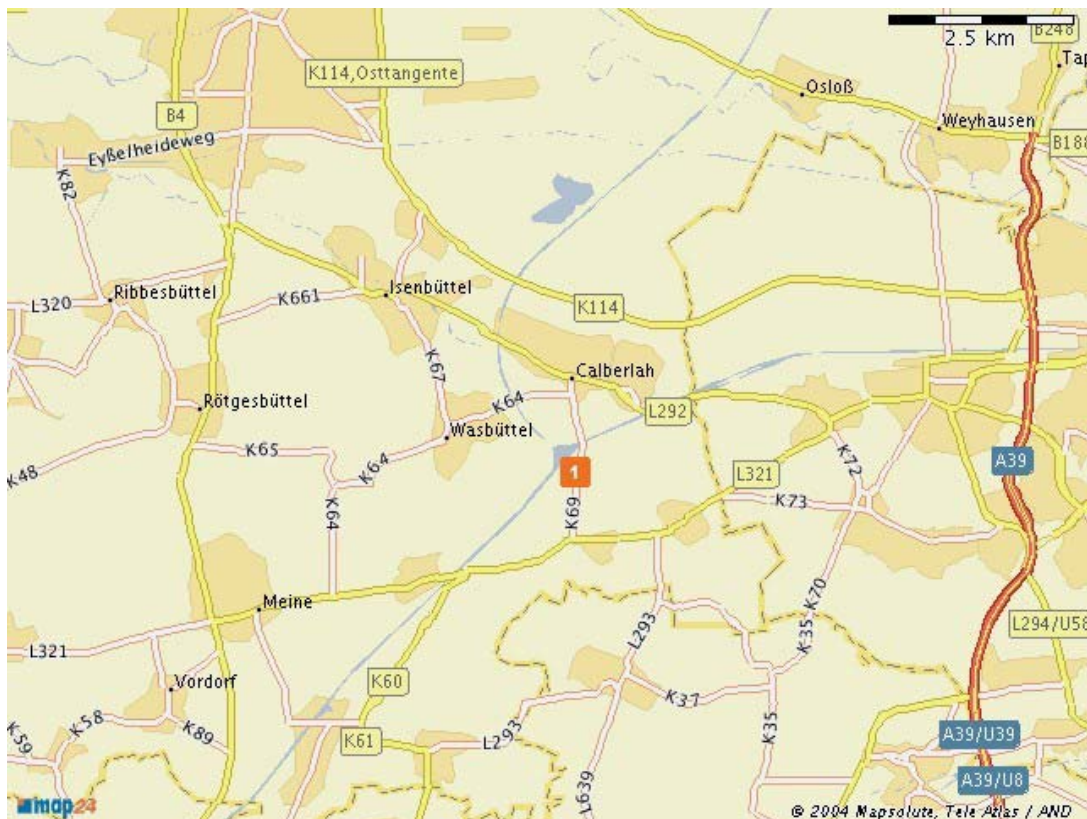 B248
2.5 km
Tap
K114,Osttangente
Osloß
B4
Weyhausen
Eyßelheideweg
B188
K82
L320
Ribbesbüttel
K661
Isenbüttel
K114
K67
Calberlah
Rötgesbüttel
K64
L292
Wasbüttel
K65
K64
K48
1
L321
K72
A39
K73
K64
K69
Meine
K35
K70
L293
L294/U58
L321
Vordorf
K60
K37
K58
K89
K59
K61
L293
K35
A39/U39
L639
A39/U8
map24
© 2004 Mapsolute, Tele Atlas / AND